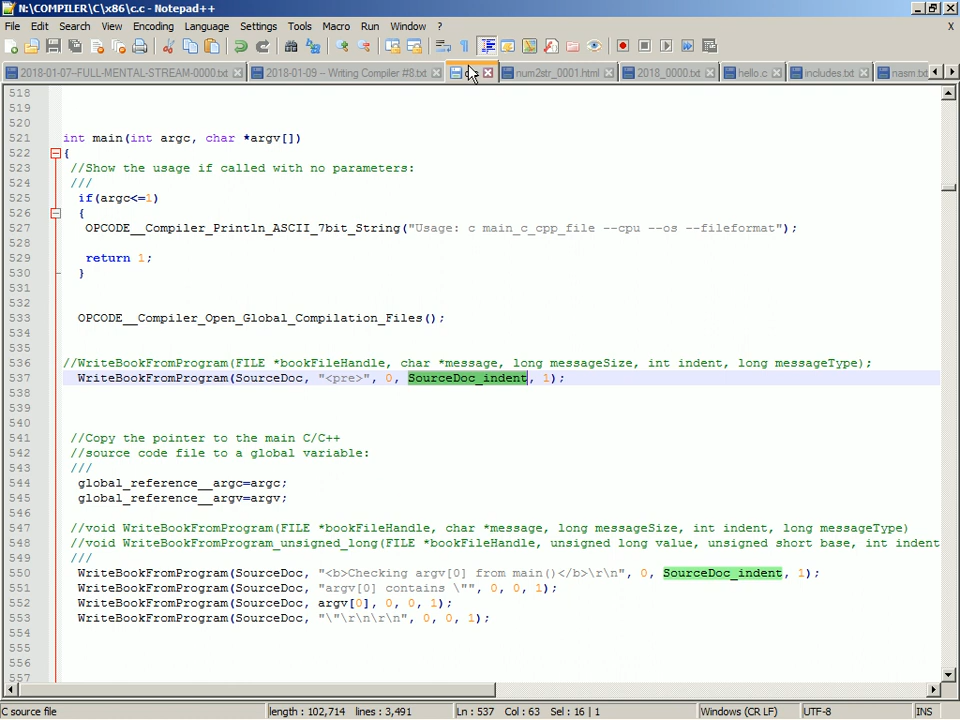 N:\COMPILER\C\x86\c.c - Notepad++
File Edit Search View Encoding Language Settings Tools Macro Run Window ? X
2018-01-07-FULL-MENTAL-STREAM-0000.txt 2018-01-09 – Writing Compiler #8.txt num2str_0001.html 2018_0000.txt hello.c includes.txt nasm.tx
518
519
520
521 int main(int argc, char *argv[])
522 {
523 //Show the usage if called with no parameters:
524 ///
525 if(argc<=1)
526 {
527 OPCODE__Compiler_Println_ASCII_7bit_String("Usage: c main_c_cpp_file --cpu --os --fileformat");
528
529 return 1;
530 }
531
532
533 OPCODE__Compiler_Open_Global_Compilation_Files();
534
535
536 //WriteBookFromProgram(FILE *bookFileHandle, char *message, long messageSize, int indent, long messageType);
537 WriteBookFromProgram(SourceDoc, "<pre>", 0, SourceDoc_indent, 1);
538
539
540
541 //Copy the pointer to the main C/C++
542 //source code file to a global variable:
543 ///
544 global_reference__argc=argc;
545 global_reference__argv=argv;
546
547 //void WriteBookFromProgram(FILE *bookFileHandle, char *message, long messageSize, int indent, long messageType)
548 //void WriteBookFromProgram_unsigned_long(FILE *bookFileHandle, unsigned long value, unsigned short base, int indent
549 ///
550 WriteBookFromProgram(SourceDoc, "<b>Checking argv[0] from main()</b>\r\n", 0, SourceDoc_indent, 1);
551 WriteBookFromProgram(SourceDoc, "argv[0] contains \"", 0, 0, 1);
552 WriteBookFromProgram(SourceDoc, argv[0], 0, 0, 1);
553 WriteBookFromProgram(SourceDoc, "\"\r\n\r\n", 0, 0, 1);
554
555
556
557
C source file length : 102,714 lines : 3,491 Ln : 537 Col : 63 Sel : 16 | 1 Windows (CR LF) UTF-8 INS